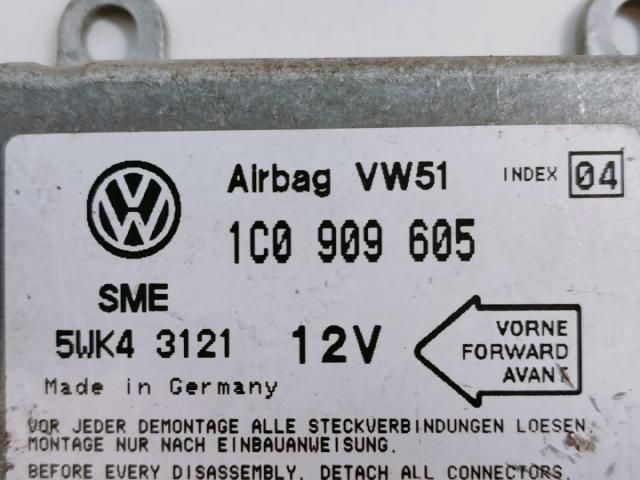 Airbag VW51 INDEX 04
1C0 909 605
SME
5WK4 3121 12V
VORNE
FORWARD
AVANT
Made in Germany
VOR JEDER DEMONTAGE ALLE STECKVERBINDUNGEN LOESEN.
MONTAGE NUR NACH EINBAUANWEISUNG.
BEFORE EVERY DISASSEMBLY, DETACH ALL CONNECTORS.